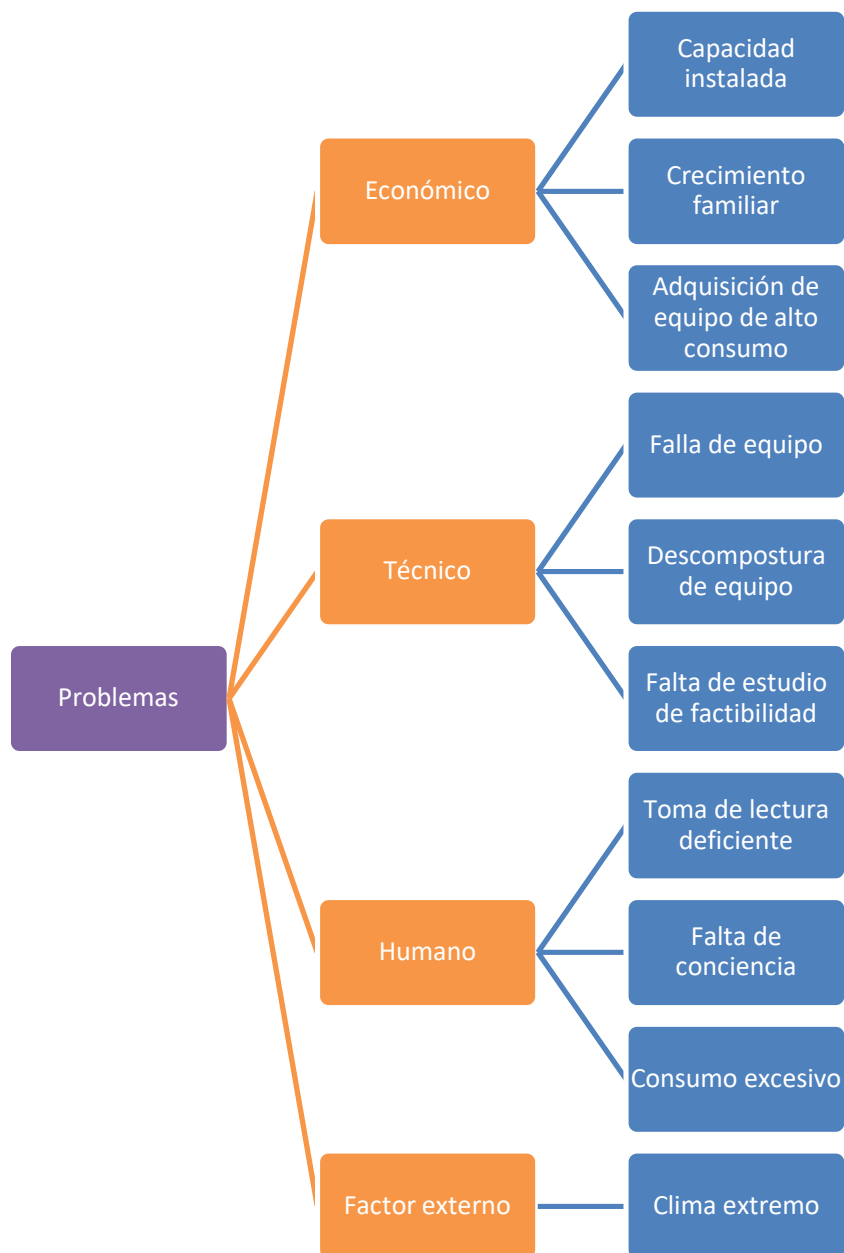 Problemas
Económico
Capacidad
instalada
Crecimiento
familiar
Adquisición de
equipo de alto
consumo
Técnico
Falla de equipo
Descompostura
de equipo
Falta de estudio
de factibilidad
Humano
Toma de lectura
deficiente
Falta de
conciencia
Consumo excesivo
Factor externo
Clima extremo